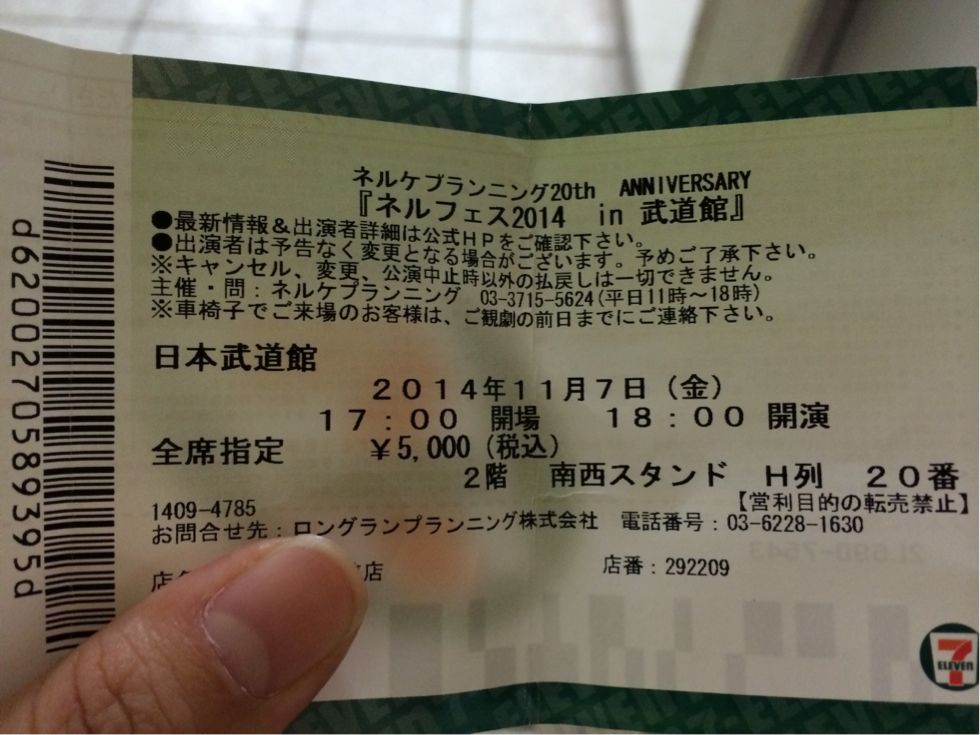 ネルケプランニング20th ANNIVERSARY
『ネルフェス2014 in 武道館』
●最新情報＆出演者詳細は公式ＨＰをご確認下さい。
●出演者は予告なく変更となる場合がございます。予めご了承下さい。
※キャンセル、変更、公演中止時以外の払戻しは一切できません。
主催・問：ネルケプランニング 03-3715-5624(平日11時～18時)
※車椅子でご来場のお客様は、ご観劇の前日までにご連絡下さい。
日本武道館
２０１４年１１月７日（金）
１７：００ 開場 １８：００ 開演
全席指定 ￥5,000（税込）
２階 南西スタンド Ｈ列 ２０番
【営利目的の転売禁止】
1409-4785
お問合せ先：ロングランプランニング株式会社 電話番号：03-6228-1630
店 店番：292209
7 ELEVEN
d6200270589395d